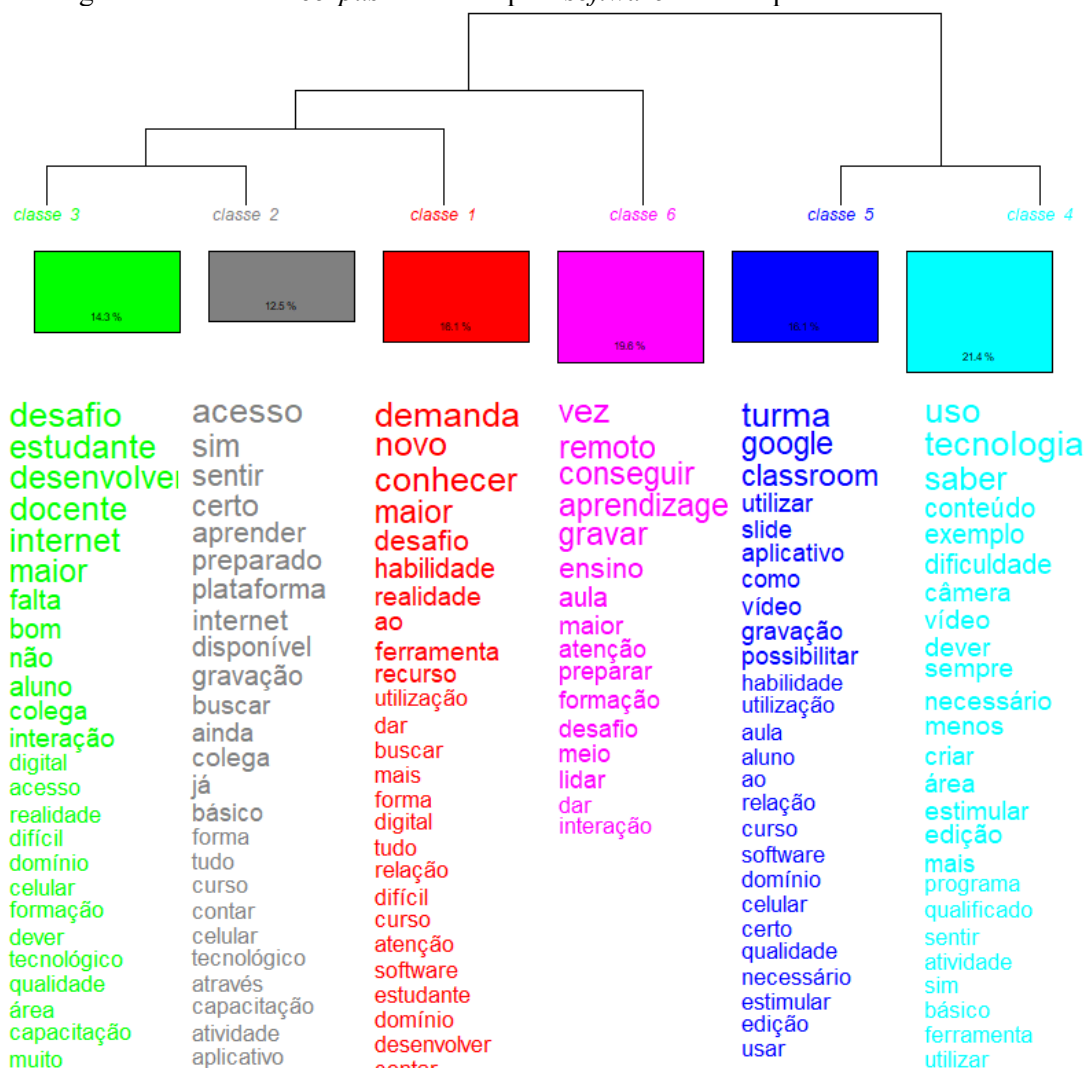 classe 3
classe 2
classe 1
classe 6
classe 5
classe 4
14.3 %
12.5 %
16.1 %
19.6 %
16.1 %
21.4 %
desafio
estudante
desenvolver
docente
internet
maior
falta
bom
não
aluno
colega
interação
digital
acesso
realidade
difícil
domínio
celular
formação
dever
tecnológico
qualidade
área
capacitação
muito
acesso
sim
sentir
certo
aprender
preparado
plataforma
internet
disponível
gravação
buscar
ainda
colega
já
básico
forma
tudo
curso
contar
celular
tecnológico
através
capacitação
atividade
aplicativo
demanda
novo
conhecer
maior
desafio
habilidade
realidade
ao
ferramenta
recurso
utilização
dar
buscar
mais
forma
digital
tudo
relação
difícil
curso
atenção
software
estudante
domínio
desenvolver
vez
remoto
conseguir
aprendizage
gravar
ensino
aula
maior
atenção
preparar
formação
desafio
meio
lidar
dar
interação
turma
google
classroom
utilizar
slide
aplicativo
como
vídeo
gravação
possibilitar
habilidade
utilização
aula
aluno
ao
relação
curso
software
domínio
celular
certo
qualidade
necessário
estimular
edição
usar
uso
tecnologia
saber
conteúdo
exemplo
dificuldade
câmera
vídeo
dever
sempre
necessário
menos
criar
área
estimular
edição
mais
programa
qualificado
sentir
atividade
sim
básico
ferramenta
utilizar